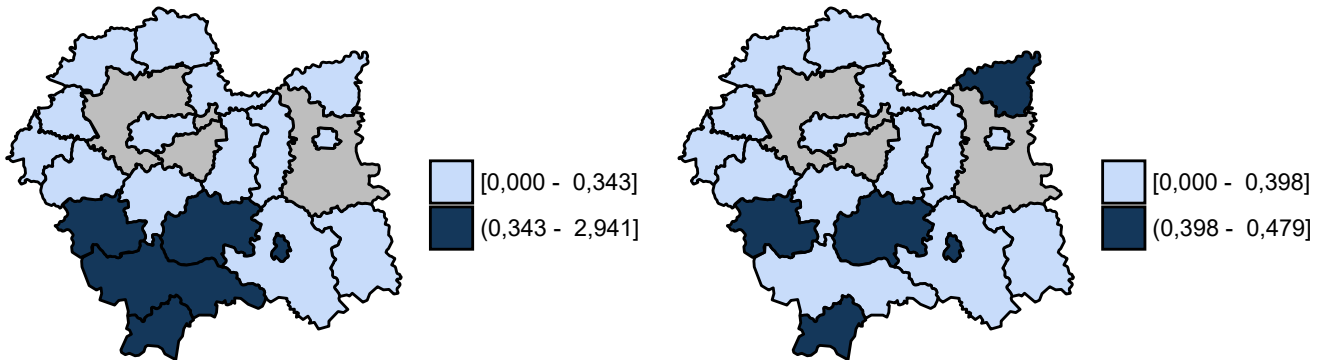 [0,000 - 0,343]
(0,343 - 2,941]
[0,000 - 0,398]
(0,398 - 0,479]